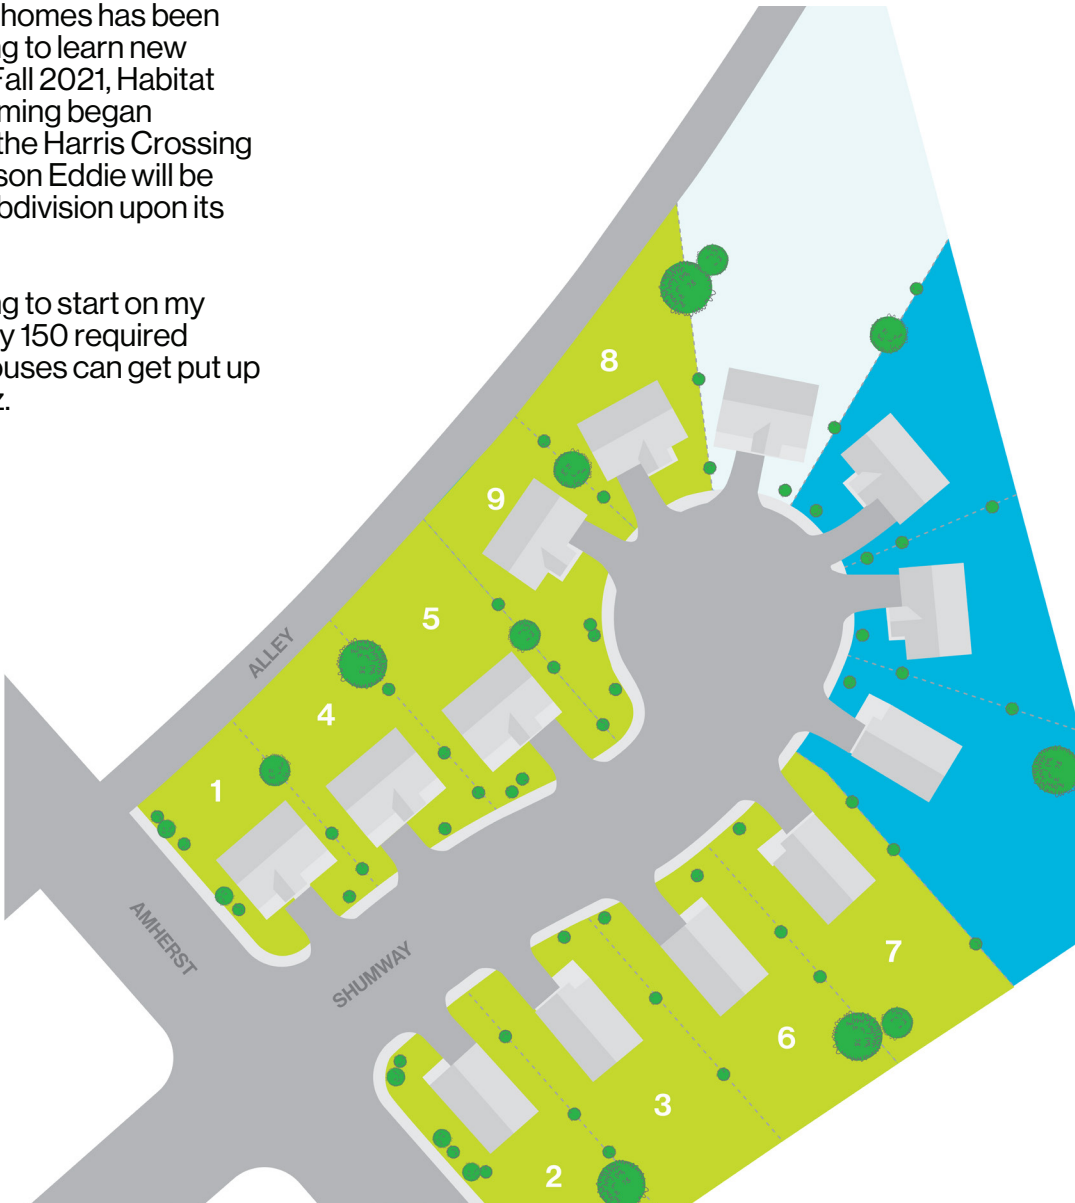 homes has been
g to learn new
Fall 2021, Habitat
ming began
the Harris Crossing
son Eddie will be
bdivision upon its
ng to start on my
y 150 required
ouses can get put up
z.
8
9
5
4
1
ALLEY
AMHERST
SHUMWAY
7
6
3
2